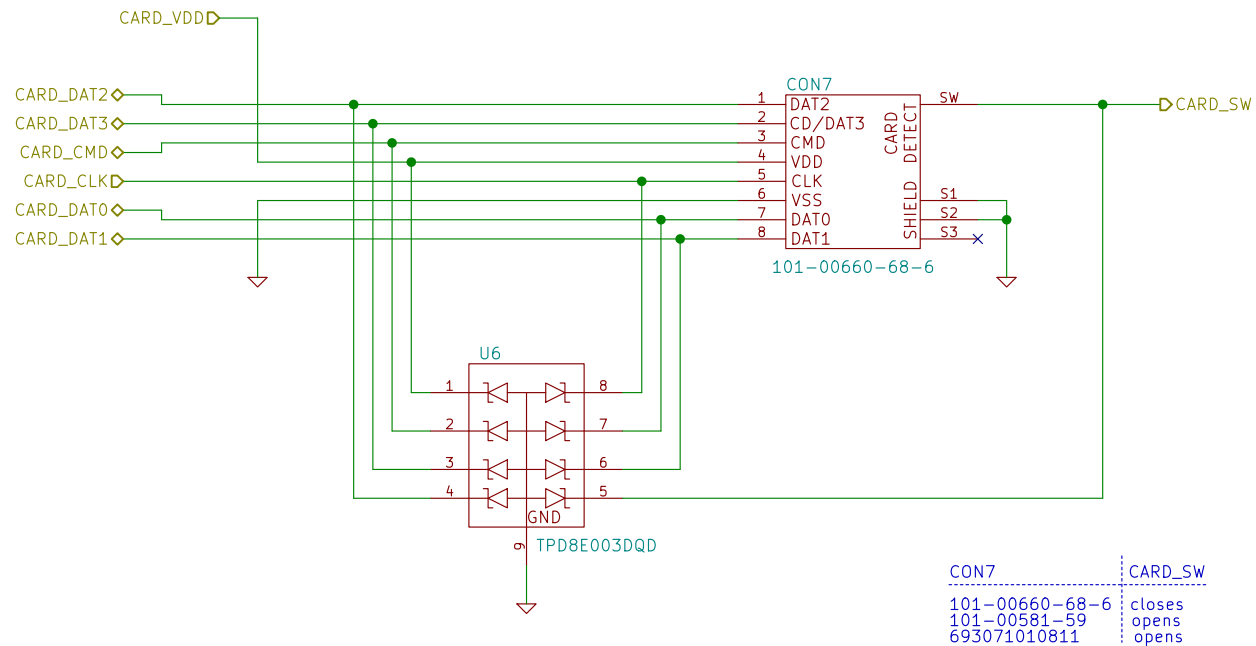 CARD_VDD
CARD_DAT2
CARD_DAT3
CARD_CMD
CARD_CLK
CARD_DAT0
CARD_DAT1
CON7
1 DAT2
2 CD/DAT3
3 CMD
4 VDD
5 CLK
6 VSS
7 DAT0
8 DAT1
CARD
DETECT
SHIELD
SW
S1
S2
S3
101-00660-68-6
CARD_SW
U6
1 8
2 7
3 6
4 5
GND
9
TPD8E003DQD
CON7 CARD_SW
101-00660-68-6 closes
101-00581-59 opens
693071010811 opens